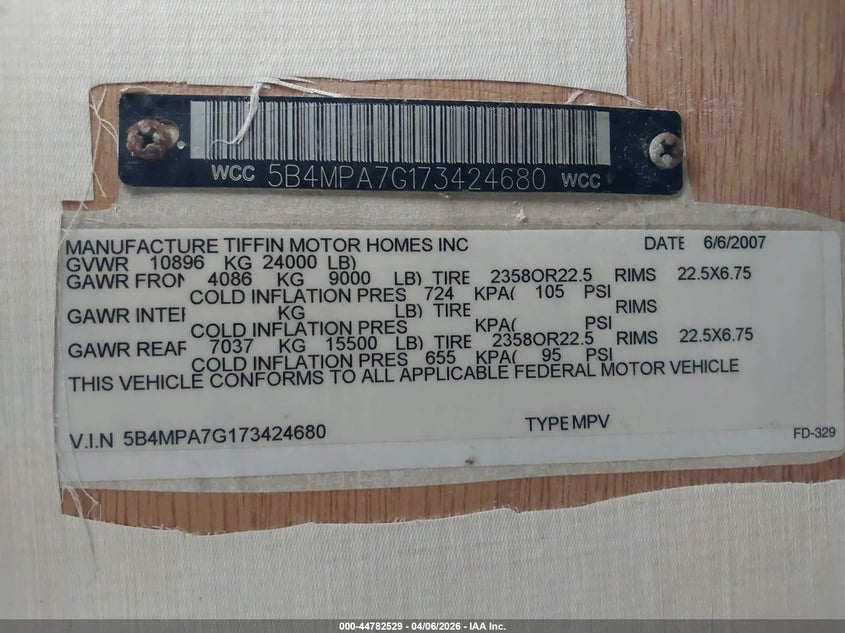 WCC 5B4MPA7G173424680 WCC
MANUFACTURE TIFFIN MOTOR HOMES INC DATE 6/6/2007
GVWR 10896 KG 24000 LB)
GAWR FRON 4086 KG 9000 LB) TIRE 2358OR22.5 RIMS 22.5X6.75
COLD INFLATION PRES 724 KPA( 105 PSI
GAWR INTER KG LB) TIRE RIMS
COLD INFLATION PRES KPA( PSI
GAWR REAR 7037 KG 15500 LB) TIRE 2358OR22.5 RIMS 22.5X6.75
COLD INFLATION PRES 655 KPA( 95 PSI
THIS VEHICLE CONFORMS TO ALL APPLICABLE FEDERAL MOTOR VEHICLE
V.I.N 5B4MPA7G173424680 TYPE MPV
FD-329
000-44782529 - 04/06/2026 - IAA Inc.